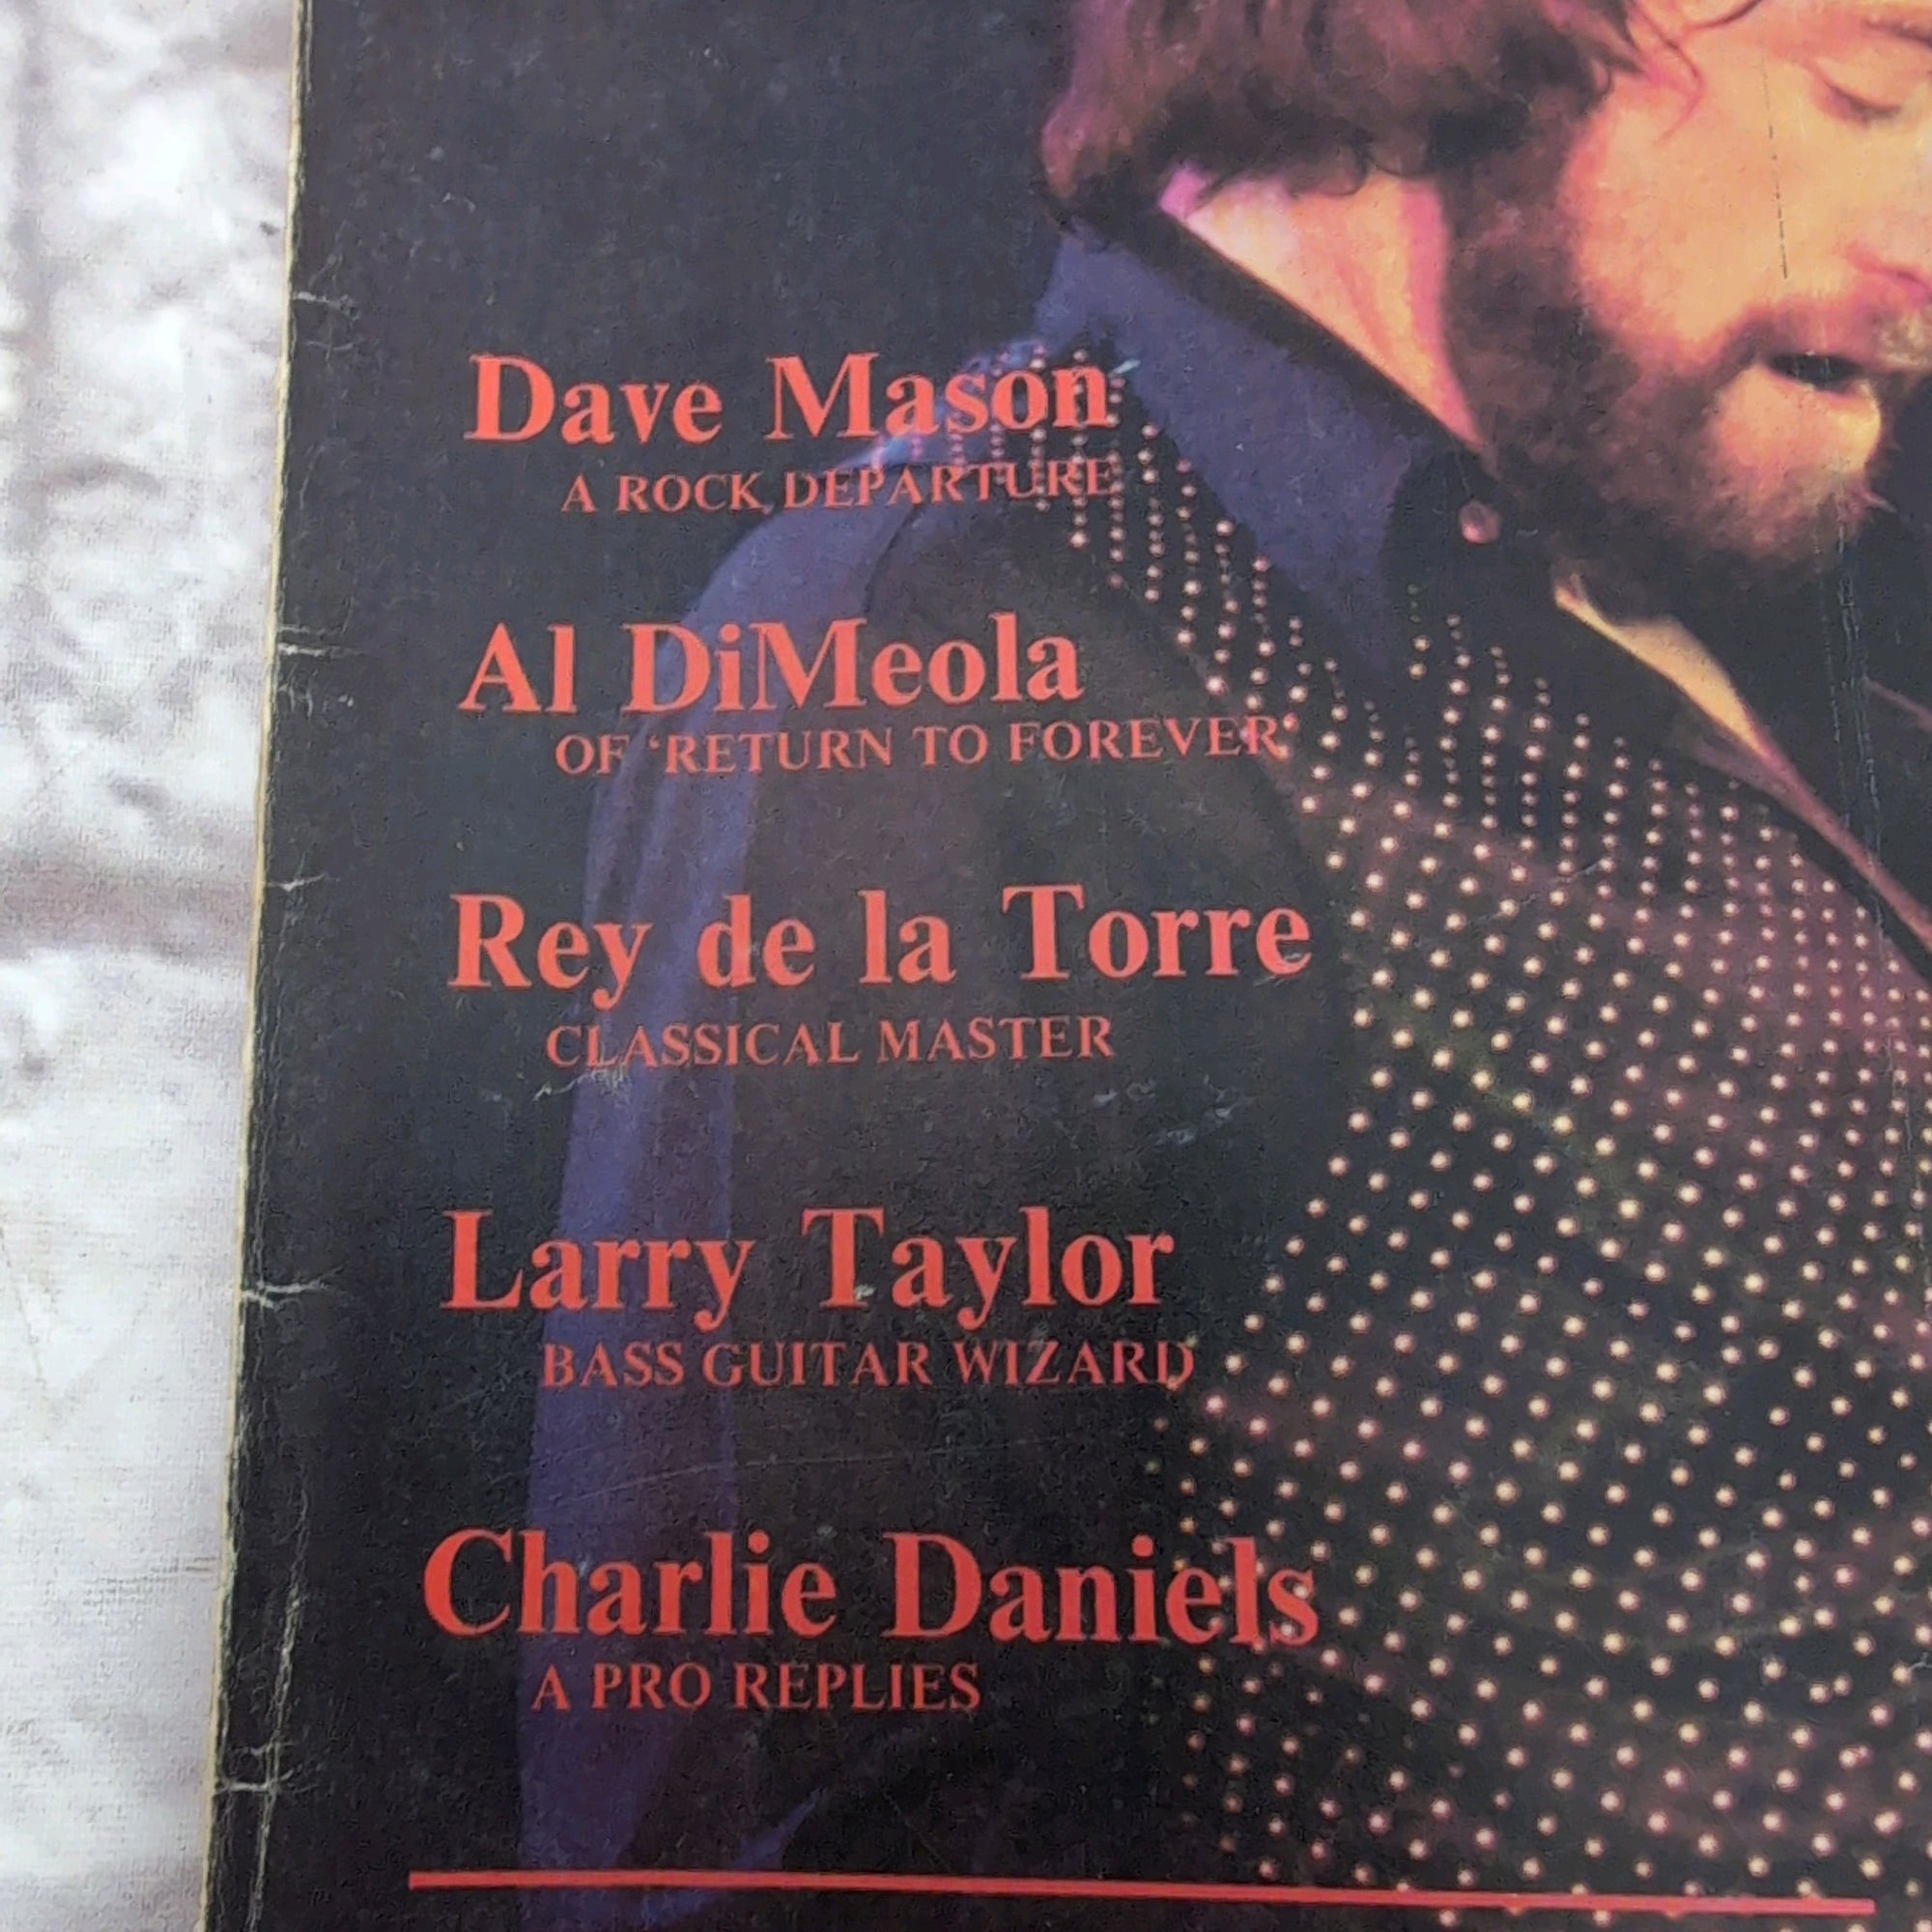 Dave Mason
A ROCK DEPARTURE
Al DiMeola
OF ‘RETURN TO FOREVER’
Rey de la Torre
CLASSICAL MASTER
Larry Taylor
BASS GUITAR WIZARD
Charlie Daniels
A PRO REPLIES